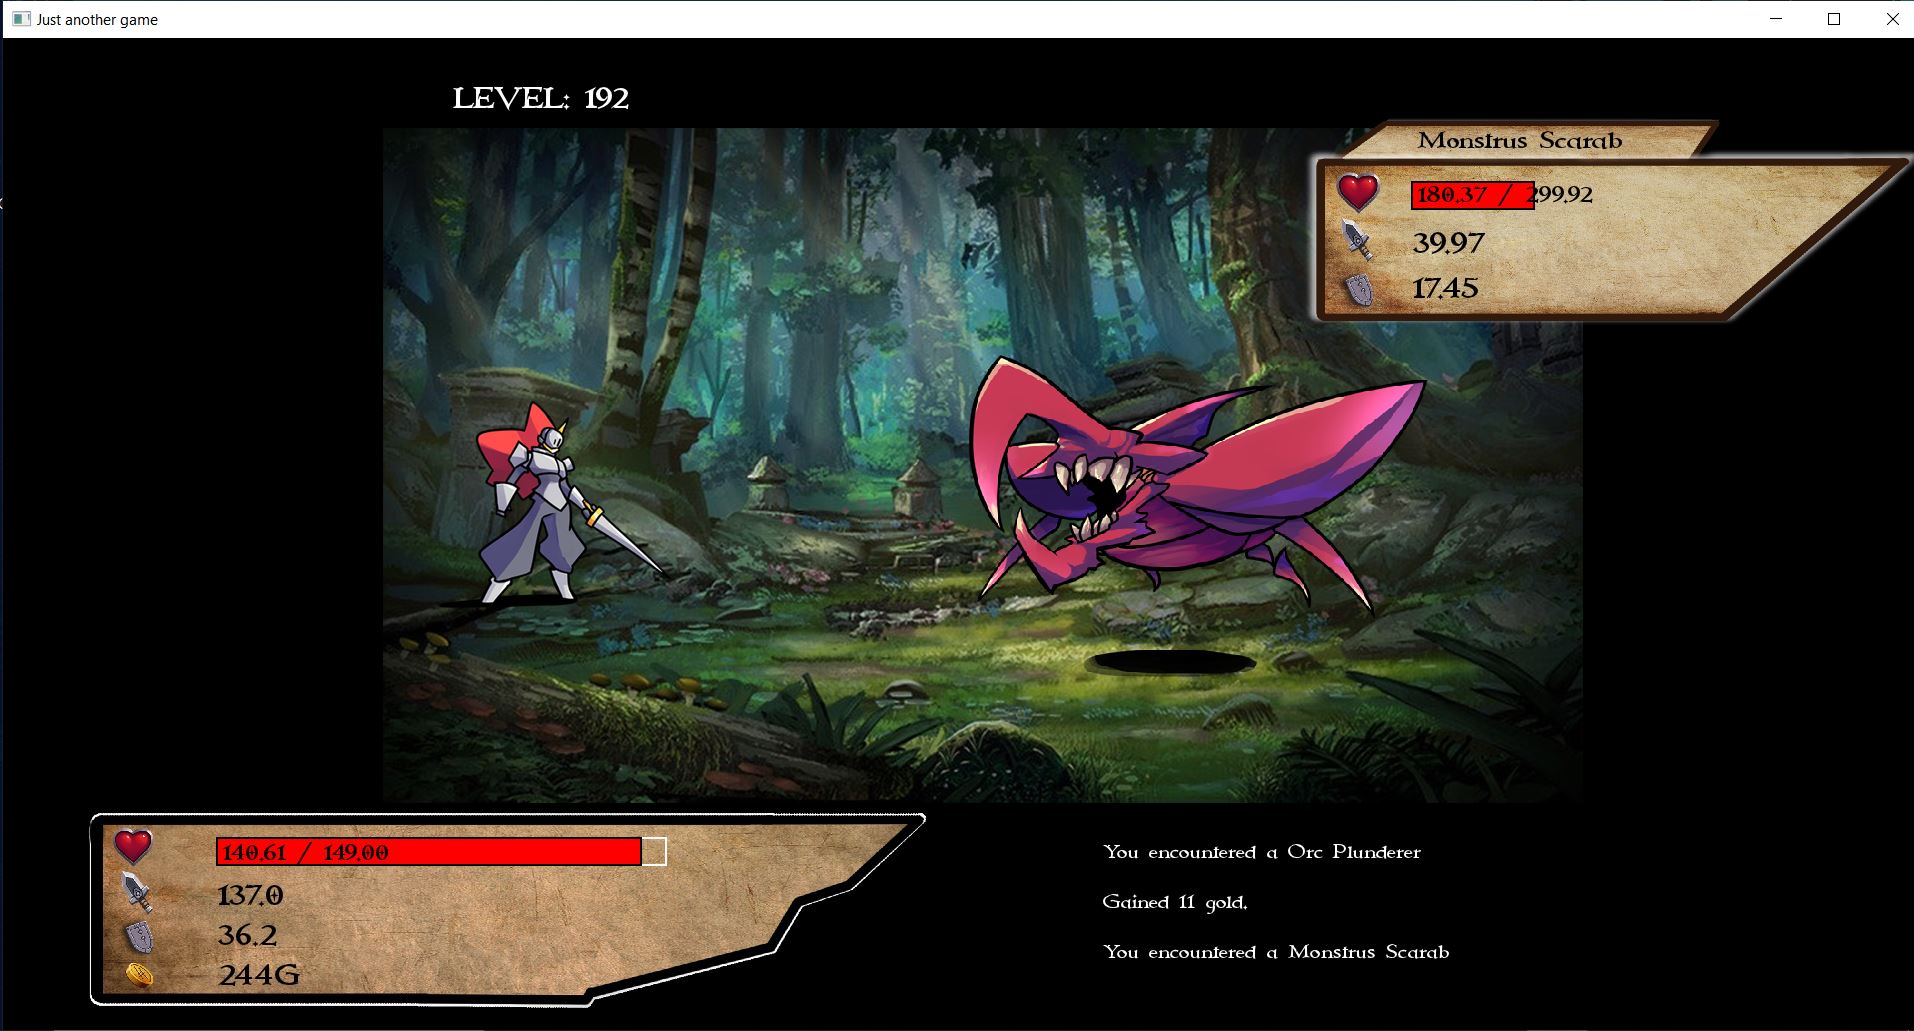 Just another game
LEVEL: 192
Monstrus Scarab
180.37 / 299.92
39.97
17.45
140.61 / 149.00
137.0
36.2
244G
You encountered a Orc Plunderer
Gained 11 gold.
You encountered a Monstrus Scarab